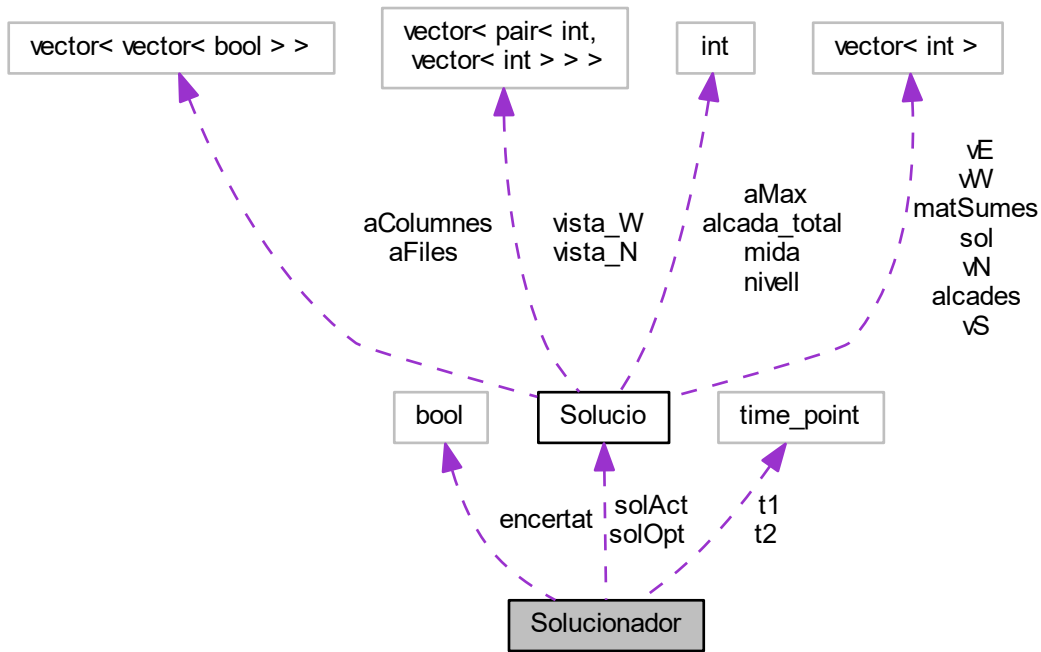 vector< vector< bool > >
vector< pair< int,
vector< int > > >
int
vector< int >
aColumnes
aFiles
vista_W
vista_N
aMax
alcada_total
mida
nivell
vE
vW
matSumes
sol
vN
alcades
vS
bool
Solucio
time_point
encertat
solAct
solOpt
t1
t2
Solucionador